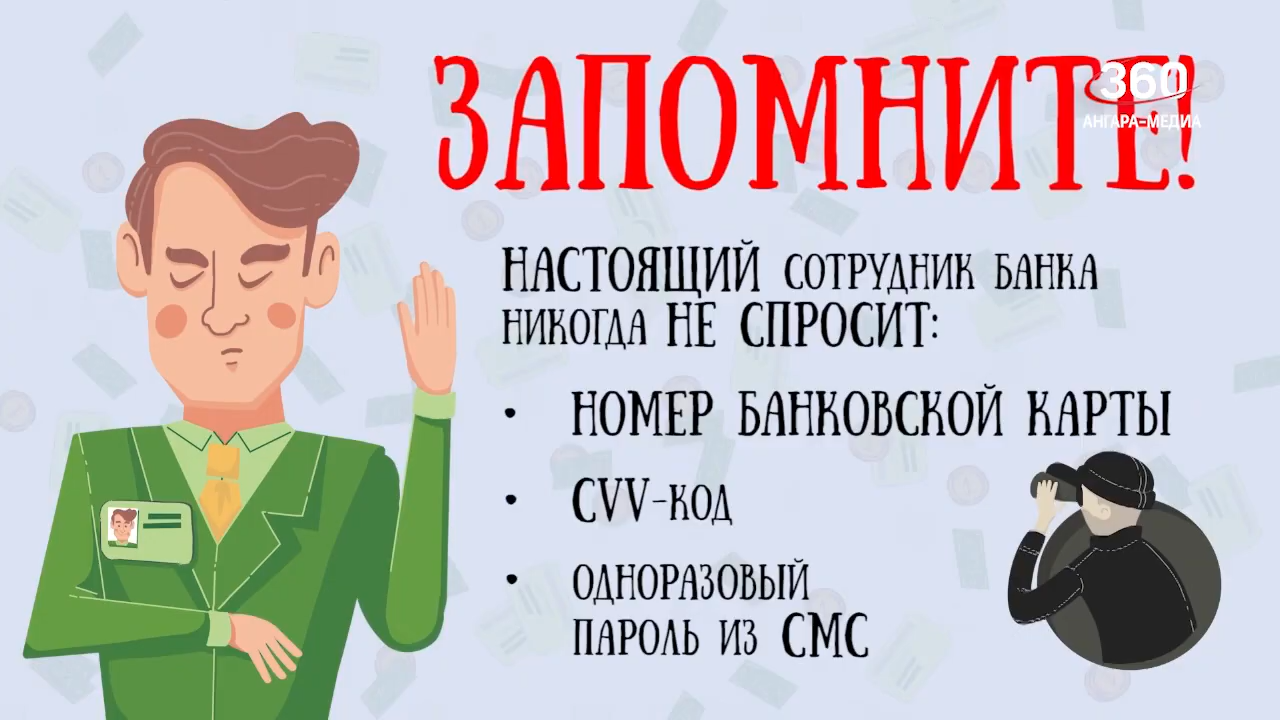 ЗАПОМНИТЕ!
360
АНГАРА-МЕДИА
НАСТОЯЩИЙ СОТРУДНИК БАНКА
НИКОГДА НЕ СПРОСИТ:
• НОМЕР БАНКОВСКОЙ КАРТЫ
• CVV-КОД
• ОДНОРАЗОВЫЙ
ПАРОЛЬ ИЗ СМС